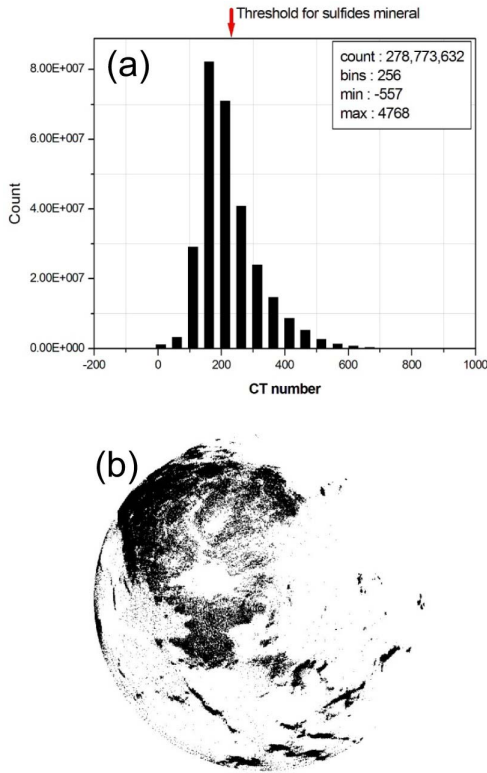 Threshold for sulfides mineral
(a)
count : 278,773,632
bins : 256
min : -557
max : 4768
8.00E+007
6.00E+007
4.00E+007
2.00E+007
0.00E+000
Count
-200 0 200 400 600 800 1000
CT number
(b)